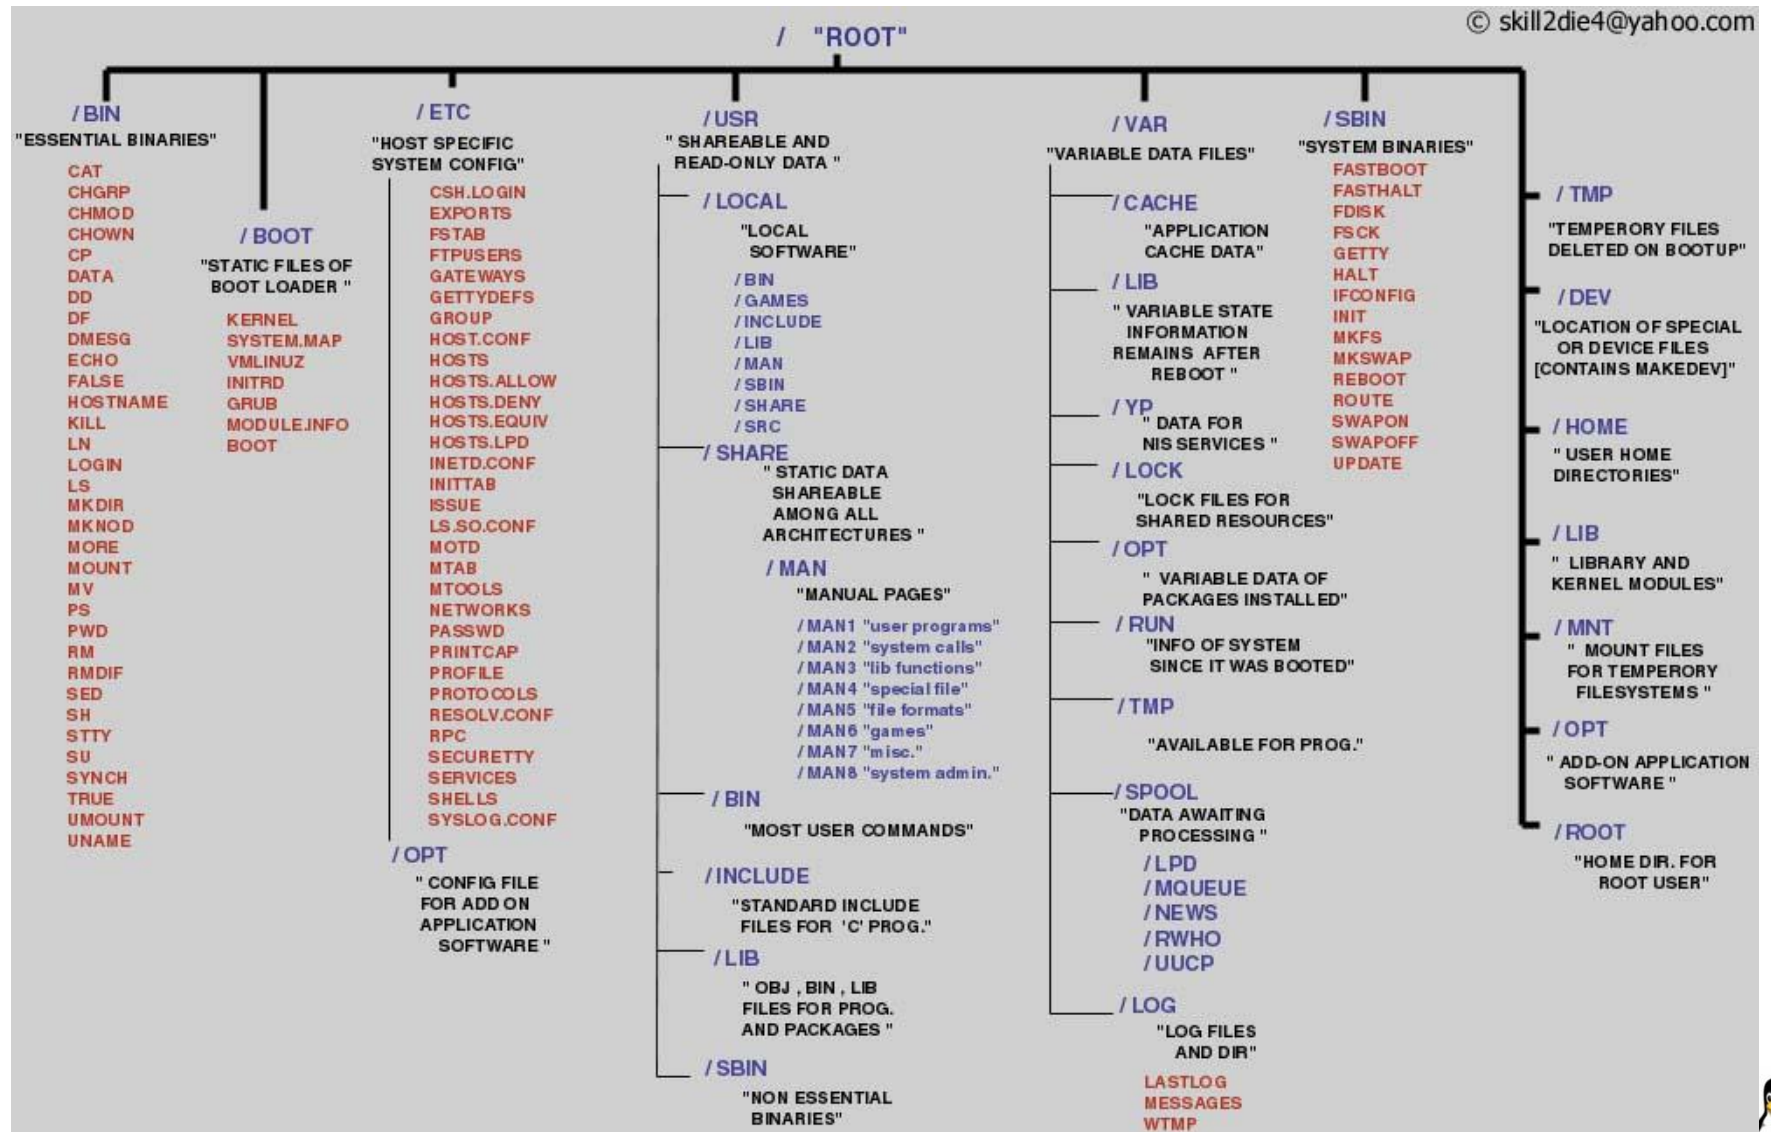 © skill2die4@yahoo.com
/ "ROOT"
/BIN
"ESSENTIAL BINARIES"
CAT
CHGRP
CHMOD
CHOWN
CP
DATA
DD
DF
DMESG
ECHO
FALSE
HOSTNAME
KILL
LN
LOGIN
LS
MKDIR
MKNOD
MORE
MOUNT
MV
PS
PWD
RM
RMDIF
SED
SH
STTY
SU
SYNCH
TRUE
UMOUNT
UNAME
/BOOT
"STATIC FILES OF
BOOT LOADER "
KERNEL
SYSTEM.MAP
VMLINUZ
INITRD
GRUB
MODULE.INFO
BOOT
/ETC
"HOST SPECIFIC
SYSTEM CONFIG"
CSH.LOGIN
EXPORTS
FSTAB
FTPUSERS
GATEWAYS
GETTYDEFS
GROUP
HOST.CONF
HOSTS
HOSTS.ALLOW
HOSTS.DENY
HOSTS.EQUIV
HOSTS.LPD
INETD.CONF
INITTAB
ISSUE
LS.SO.CONF
MOTD
MTAB
MTOOLS
NETWORKS
PASSWD
PRINTCAP
PROFILE
PROTOCOLS
RESOLV.CONF
RPC
SECURETTY
SERVICES
SHELLS
SYSLOG.CONF
/OPT
" CONFIG FILE
FOR ADD ON
APPLICATION
SOFTWARE "
/USR
" SHAREABLE AND
READ-ONLY DATA "
/LOCAL
"LOCAL
SOFTWARE"
/BIN
/GAMES
/INCLUDE
/LIB
/MAN
/SBIN
/SHARE
/SRC
/SHARE
" STATIC DATA
SHAREABLE
AMONG ALL
ARCHITECTURES "
/MAN
"MANUAL PAGES"
/MAN1 "user programs"
/MAN2 "system calls"
/MAN3 "lib functions"
/MAN4 "special file"
/MAN5 "file formats"
/MAN6 "games"
/MAN7 "misc."
/MAN8 "system admin."
/BIN
"MOST USER COMMANDS"
/INCLUDE
"STANDARD INCLUDE
FILES FOR 'C' PROG."
/LIB
" OBJ , BIN , LIB
FILES FOR PROG.
AND PACKAGES "
/SBIN
"NON ESSENTIAL
BINARIES"
/VAR
"VARIABLE DATA FILES"
/CACHE
"APPLICATION
CACHE DATA"
/LIB
" VARIABLE STATE
INFORMATION
REMAINS AFTER
REBOOT "
/YP
" DATA FOR
NIS SERVICES "
/LOCK
"LOCK FILES FOR
SHARED RESOURCES"
/OPT
" VARIABLE DATA OF
PACKAGES INSTALLED"
/RUN
"INFO OF SYSTEM
SINCE IT WAS BOOTED"
/TMP
"AVAILABLE FOR PROG."
/SPOOL
"DATA AWAITING
PROCESSING "
/LPD
/MQUEUE
/NEWS
/RWHO
/UUCP
/LOG
"LOG FILES
AND DIR"
LASTLOG
MESSAGES
WTMP
/SBIN
"SYSTEM BINARIES"
FASTBOOT
FASTHALT
FDISK
FSCK
GETTY
HALT
IFCONFIG
INIT
MKFS
MKSWAP
REBOOT
ROUTE
SWAPON
SWAPOFF
UPDATE
/TMP
"TEMPERORY FILES
DELETED ON BOOTUP"
/DEV
"LOCATION OF SPECIAL
OR DEVICE FILES
[CONTAINS MAKEDEV]"
/HOME
" USER HOME
DIRECTORIES"
/LIB
" LIBRARY AND
KERNEL MODULES"
/MNT
" MOUNT FILES
FOR TEMPERORY
FILESYSTEMS "
/OPT
" ADD-ON APPLICATION
SOFTWARE "
/ROOT
"HOME DIR. FOR
ROOT USER"